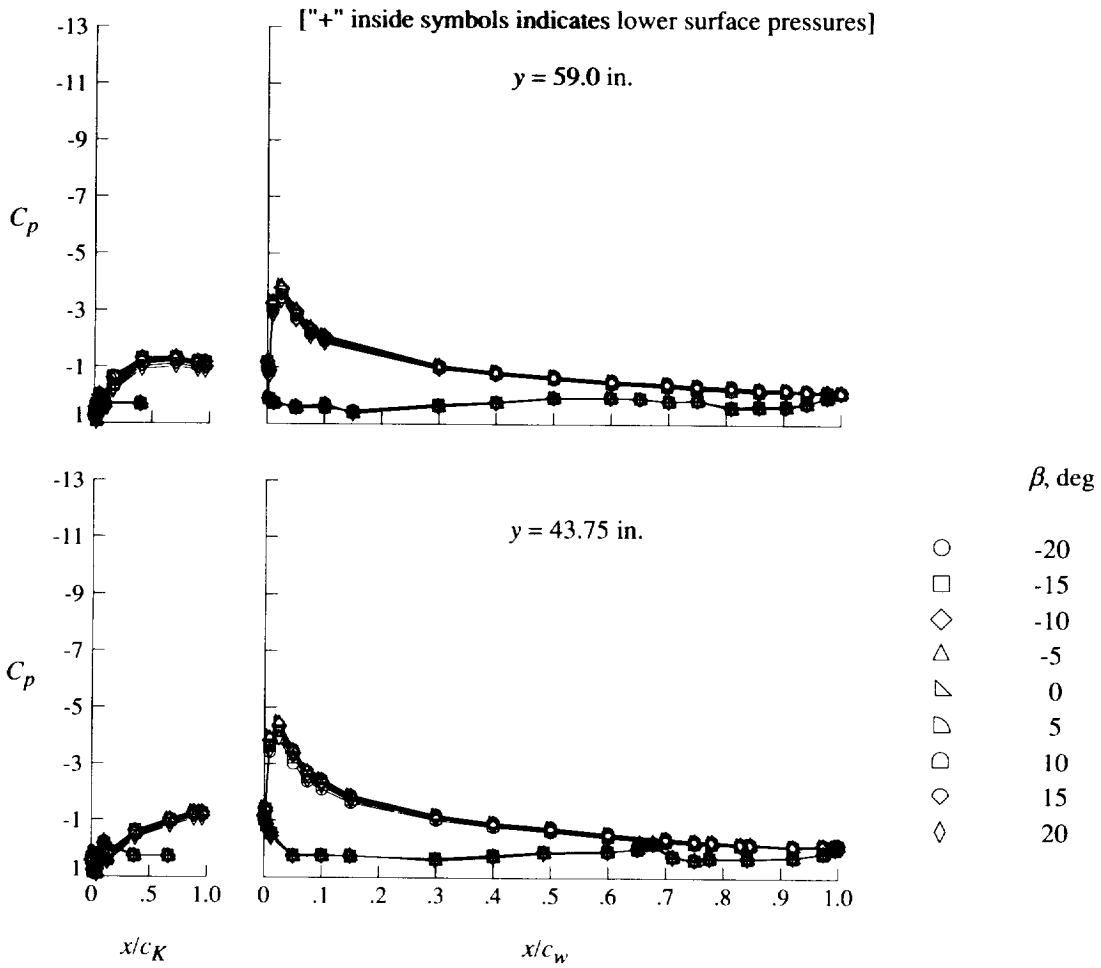 ["+" inside symbols indicates lower surface pressures]
y = 59.0 in.
-13
-11
-9
-7
-5
-3
-1
1
C_p
y = 43.75 in.
-13
-11
-9
-7
-5
-3
-1
1
C_p
0 .5 1.0
0 .1 .2 .3 .4 .5 .6 .7 .8 .9 1.0
x/c_K
x/c_w
β, deg
-20
-15
-10
-5
0
5
10
15
20